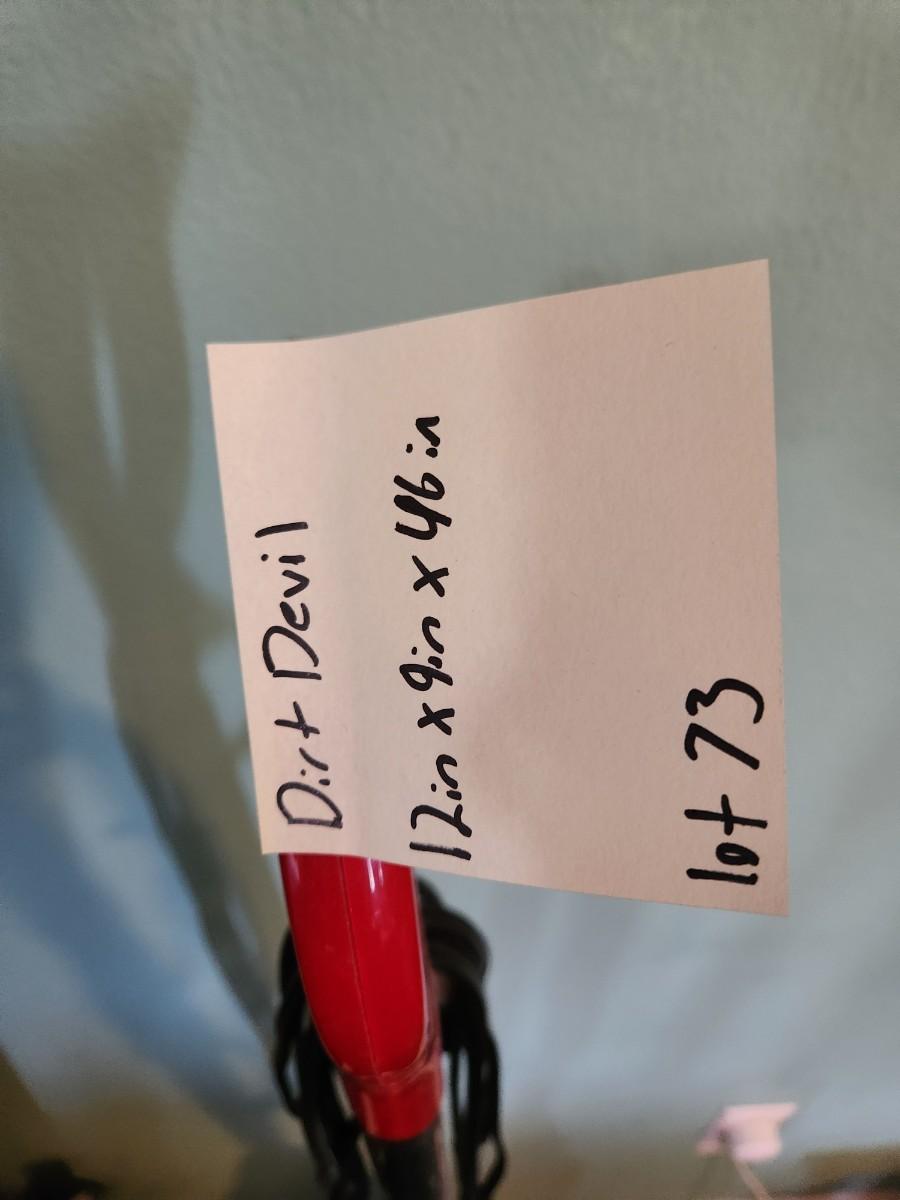 Dirt Devil
12in x 9in x 46in
lot 73